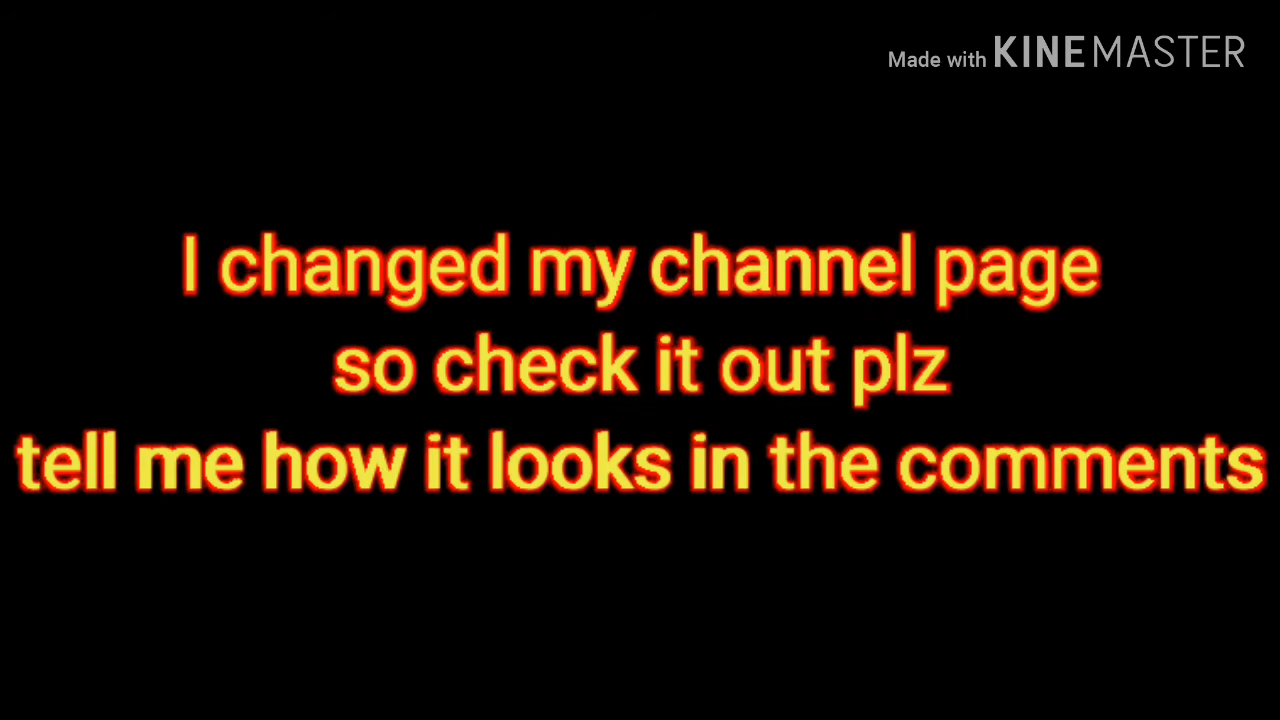 Made with KINEMASTER
I changed my channel page
so check it out plz
tell me how it looks in the comments